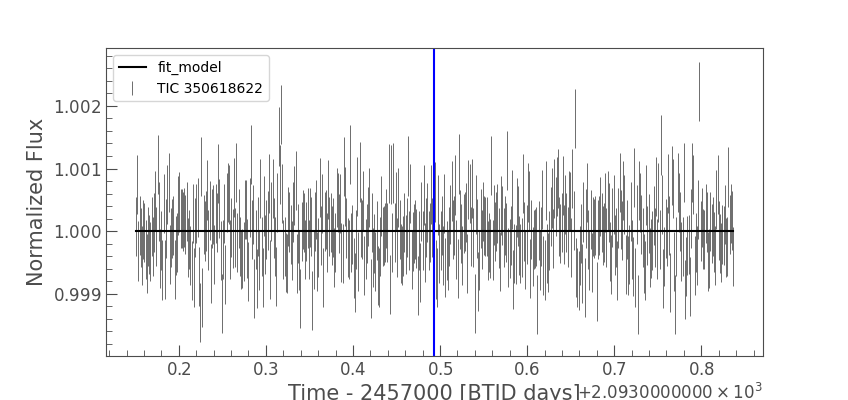 fit_model
TIC 350618622
1.002
1.001
1.000
0.999
Normalized Flux
0.2 0.3 0.4 0.5 0.6 0.7 0.8
Time - 2457000 [BTJD days]
+2.0930000000 × 10³